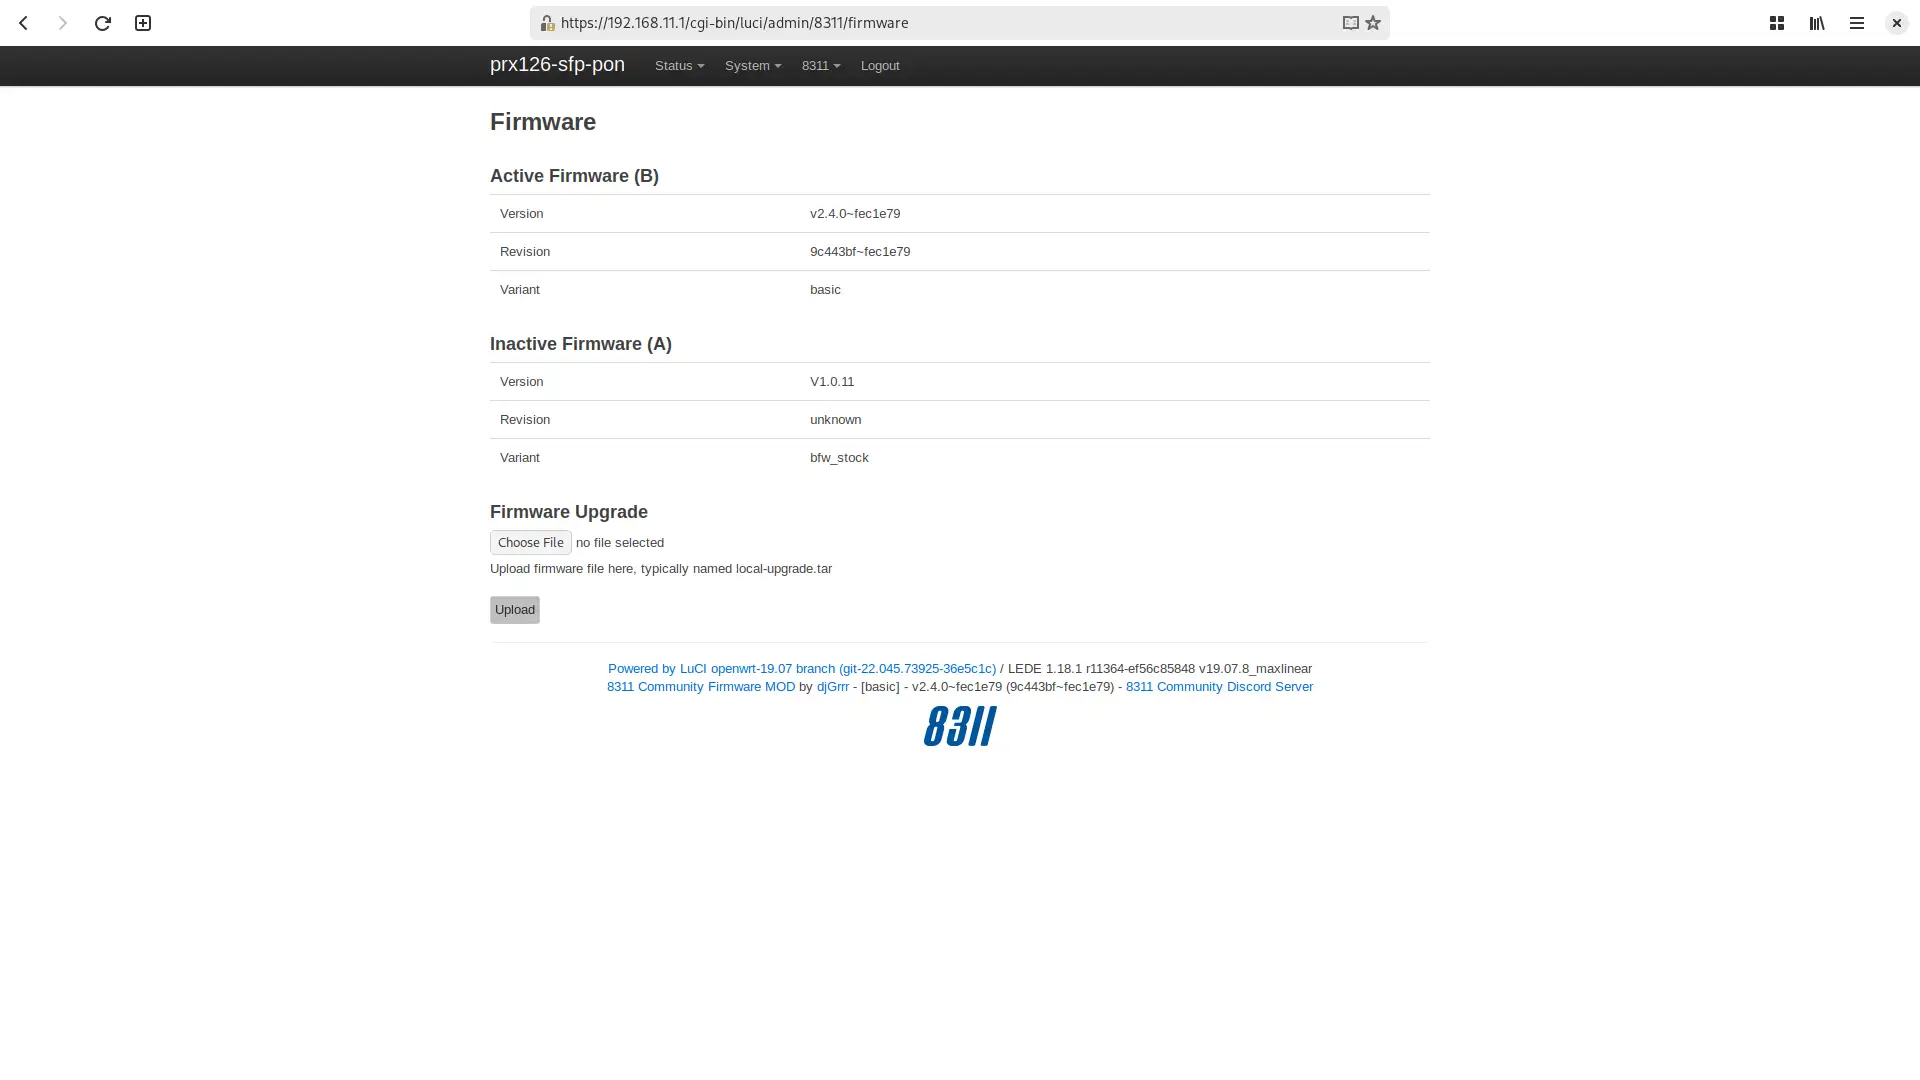 https://192.168.11.1/cgi-bin/luci/admin/8311/firmware
prx126-sfp-pon Status System 8311 Logout
Firmware
Active Firmware (B)
Version v2.4.0~fec1e79
Revision 9c443bf~fec1e79
Variant basic
Inactive Firmware (A)
Version V1.0.11
Revision unknown
Variant bfw_stock
Firmware Upgrade
Choose File no file selected
Upload firmware file here, typically named local-upgrade.tar
Upload
Powered by LuCI openwrt-19.07 branch (git-22.045.73925-36e5c1c) / LEDE 1.18.1 r11364-ef56c85848 v19.07.8_maxlinear
8311 Community Firmware MOD by djGrrr - [basic] - v2.4.0~fec1e79 (9c443bf~fec1e79) - 8311 Community Discord Server
8311